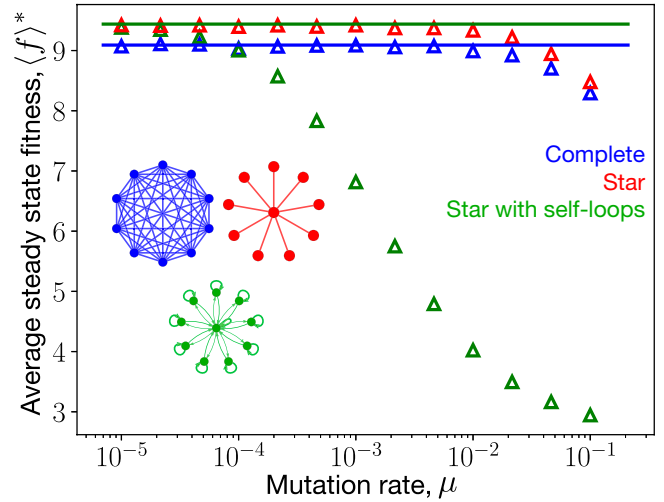 Average steady state fitness, ⟨f⟩*
9
8
7
6
5
4
3
Complete
Star
Star with self-loops
10⁻⁵ 10⁻⁴ 10⁻³ 10⁻² 10⁻¹
Mutation rate, μ